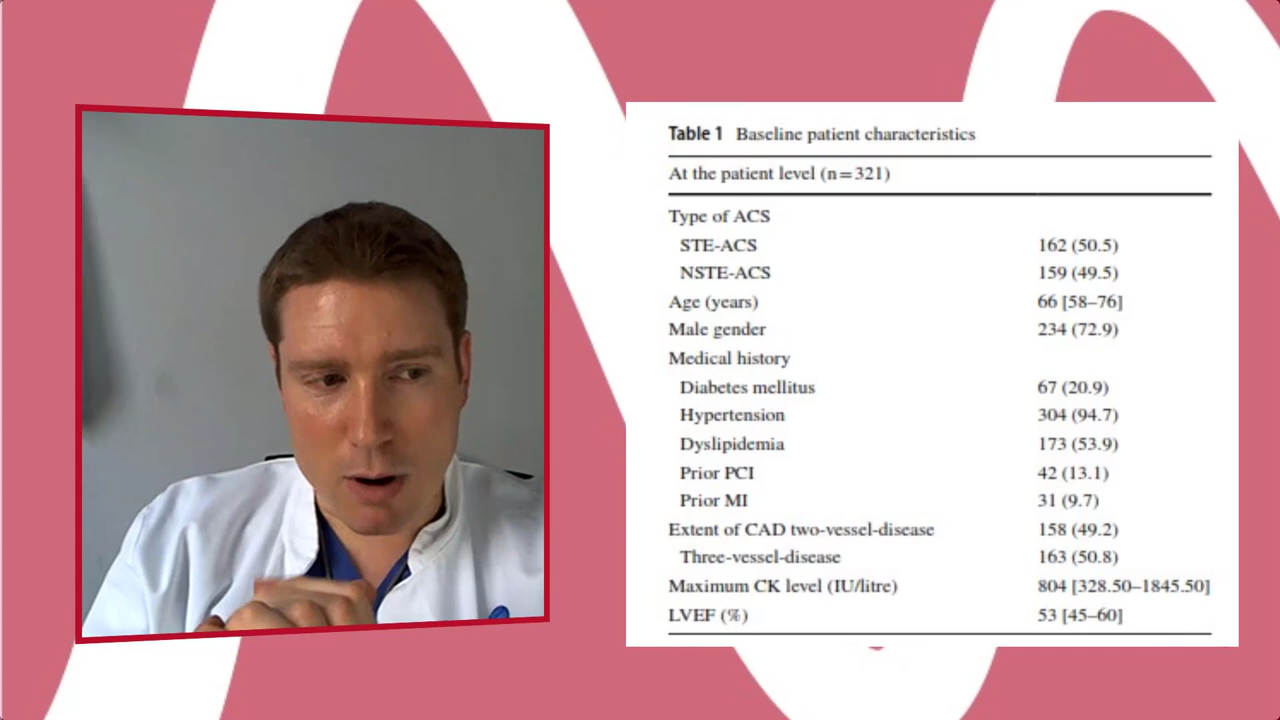 Table 1 Baseline patient characteristics
At the patient level (n=321)
Type of ACS
STE-ACS 162 (50.5)
NSTE-ACS 159 (49.5)
Age (years) 66 [58–76]
Male gender 234 (72.9)
Medical history
Diabetes mellitus 67 (20.9)
Hypertension 304 (94.7)
Dyslipidemia 173 (53.9)
Prior PCI 42 (13.1)
Prior MI 31 (9.7)
Extent of CAD two-vessel-disease 158 (49.2)
Three-vessel-disease 163 (50.8)
Maximum CK level (IU/litre) 804 [328.50–1845.50]
LVEF (%) 53 [45–60]